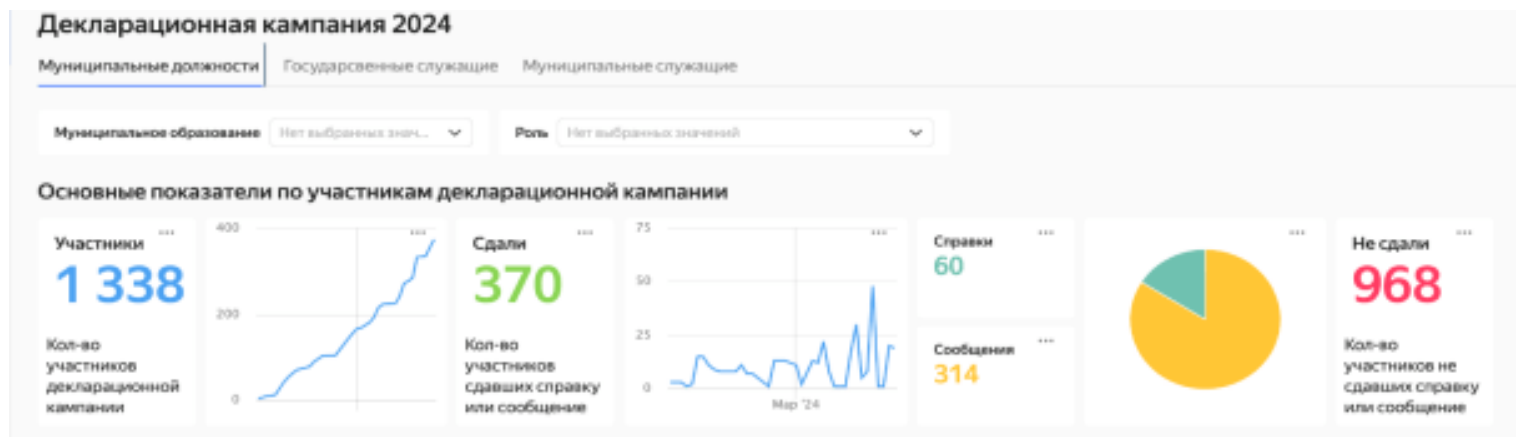 Декларационная кампания 2024
Муниципальные должности Государсвенные служащие Муниципальные служащие
Муниципальное образование Нет выбранных знач... Роль Нет выбранных значений
Основные показатели по участникам декларационной кампании
Участники
1 338
Кол-во
участников
декларационной
кампании
400
200
0
Сдали
370
Кол-во
участников
сдавших справку
или сообщение
75
50
25
0
Мар '24
Справки
60
Сообщения
314
Не сдали
968
Кол-во
участников не
сдавших справку
или сообщение